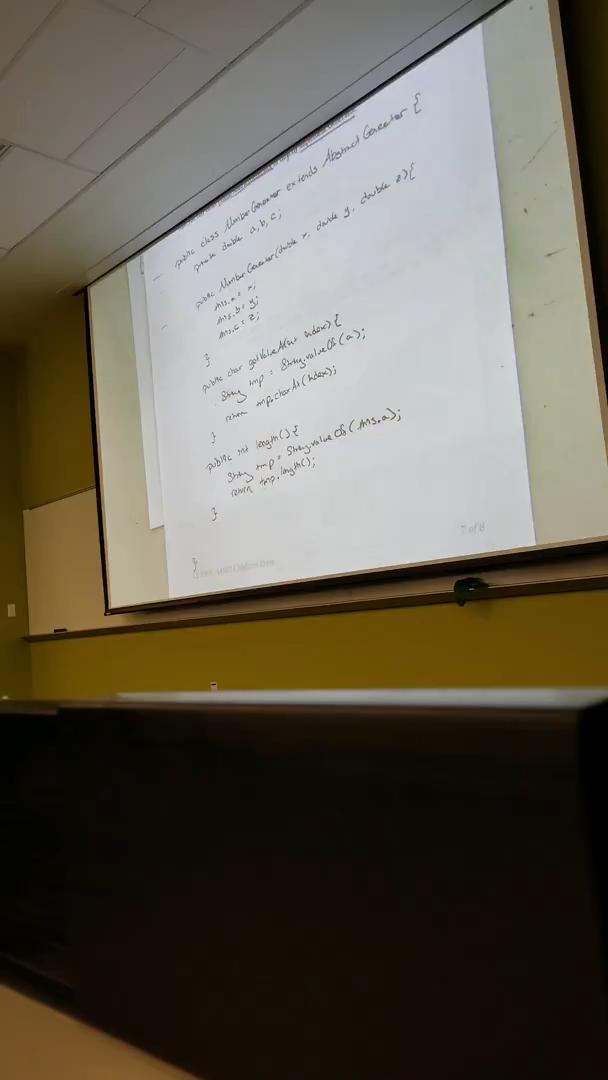 public class NumberGenerator extends AbstractGenerator {
private double a, b, c;
public NumberGenerator(double x, double y, double z){
this.a = x;
this.b = y;
this.c = z;
}
public char getValueAt(int index) {
String tmp = String.valueOf(a);
return tmp.charAt(index);
}
public int length() {
String tmp = String.valueOf(this.a);
return tmp.length();
}
}
7 of 8